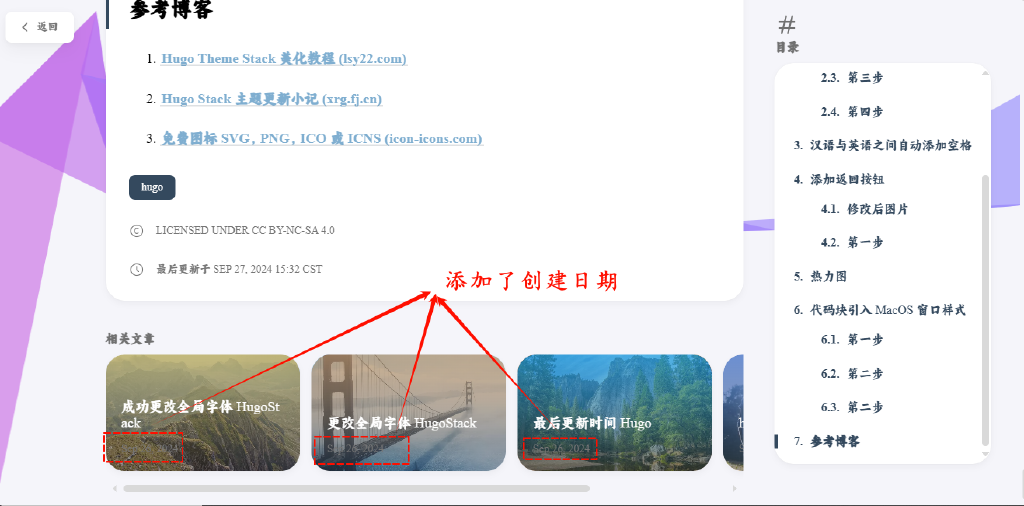 返回
参考博客
1. Hugo Theme Stack 美化教程 (lsy22.com)
2. Hugo Stack 主题更新小记 (xrg.fj.cn)
3. 免费图标 SVG, PNG, ICO 或 ICNS (icon-icons.com)
hugo
LICENSED UNDER CC BY-NC-SA 4.0
最后更新于 SEP 27, 2024 15:32 CST
添加了创建日期
相关文章
成功更改全局字体 HugoSt
ack
更改全局字体 HugoStack
Sep 26, 2024
最后更新时间 Hugo
Sep 26, 2024
#
目录
2.3. 第三步
2.4. 第四步
3. 汉语与英语之间自动添加空格
4. 添加返回按钮
4.1. 修改后图片
4.2. 第一步
5. 热力图
6. 代码块引入 MacOS 窗口样式
6.1. 第一步
6.2. 第二步
6.3. 第二步
7. 参考博客